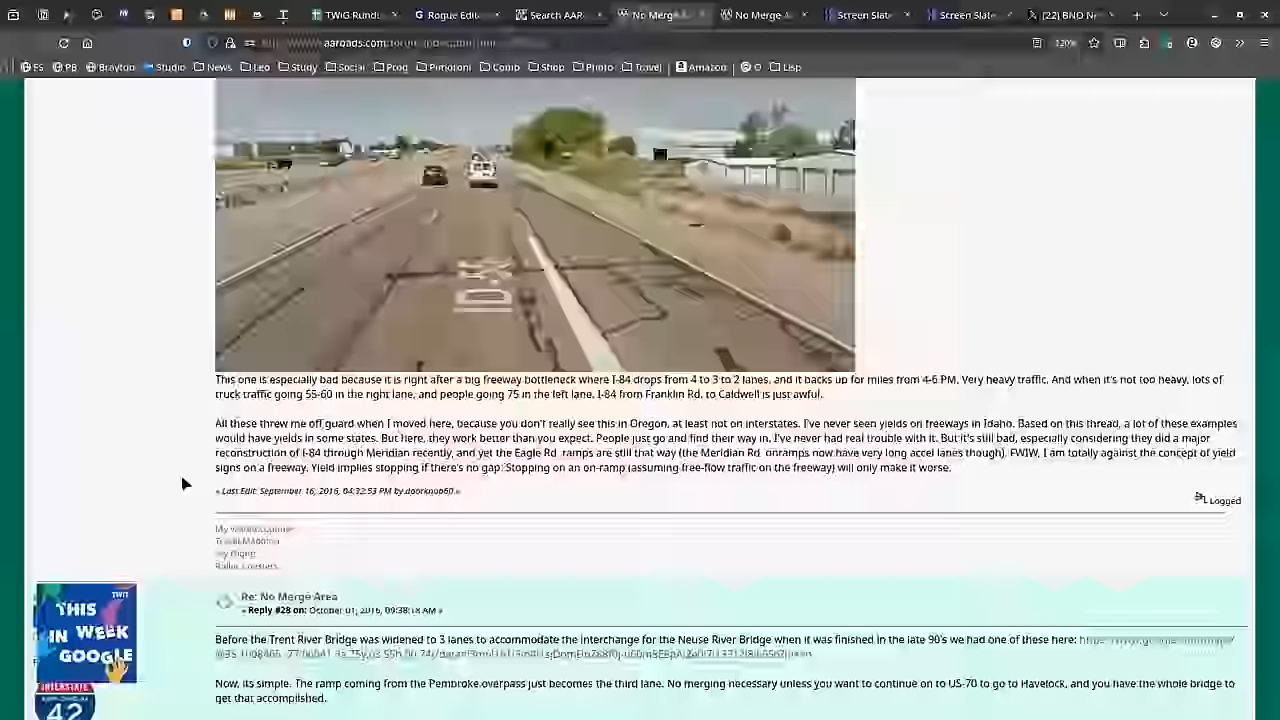 TWiG Rund
Rogue Edit
Search AAR
No Merge A
No Merge A
Screen Slate
Screen Slate
(22) BND N
aaroads.com
120%
ES PB Brayton Studio News Leo Study Social Prog Comp Shop Photo Travel Amazon O Lisp
This one is especially bad because it is right after a big freeway bottleneck where I-84 drops from 4 to 3 to 2 lanes, and it backs up for miles from 4-6 PM. Very heavy traffic. And when it's not too heavy, lots of
truck traffic going 55-60 in the right lane, and people going 75 in the left lane. I-84 from Franklin Rd. to Caldwell is just awful.
All these threw me off guard when I moved here, because you don't really see this in Oregon, at least not on interstates. I've never seen yields on freeways in Idaho. Based on this thread, a lot of these examples
would have yields in some states. But here, they work better than you expect. People just go and find their way in. I've never had real trouble with it. But it's still bad, especially considering they did a major
reconstruction of I-84 through Meridian recently, and yet the Eagle Rd. ramps are still that way (the Meridian Rd. onramps now have very long accel lanes though). FWIW, I am totally against the concept of yield
signs on a freeway. Yield implies stopping if there's no gap. Stopping on an on-ramp (assuming free-flow traffic on the freeway) will only make it worse.
« Last Edit: September 16, 2016, 04:32:53 PM by doorknob60 »
Logged
Re: No Merge Area
« Reply #28 on: October 01, 2016, 09:38:18 AM »
Before the Trent River Bridge was widened to 3 lanes to accommodate the interchange for the Neuse River Bridge when it was finished in the late 90's we had one of these here:
Now, its simple. The ramp coming from the Pembroke area just becomes the third lane. No merging necessary unless you want to continue on to US-70 to go to Havelock, and you have the whole bridge to
get that accomplished.
TWiT
THIS
IN WEEK
GOOGLE
INTERSTATE
42